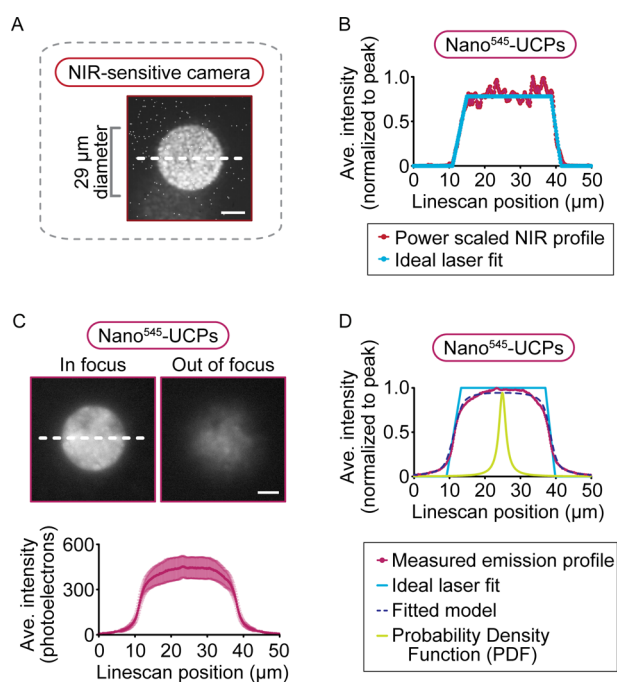 A
NIR-sensitive camera
29 µm
diameter
B
Nano⁵⁴⁵-UCPs
Ave. intensity
(normalized to peak)
1.0
0.5
0
0 10 20 30 40 50
Linescan position (µm)
Power scaled NIR profile
Ideal laser fit
C
Nano⁵⁴⁵-UCPs
In focus Out of focus
Ave. intensity
(photoelectrons)
600
300
0
0 10 20 30 40 50
Linescan position (µm)
D
Nano⁵⁴⁵-UCPs
Ave. intensity
(normalized to peak)
1.0
0.5
0
0 10 20 30 40 50
Linescan position (µm)
Measured emission profile
Ideal laser fit
Fitted model
Probability Density
Function (PDF)